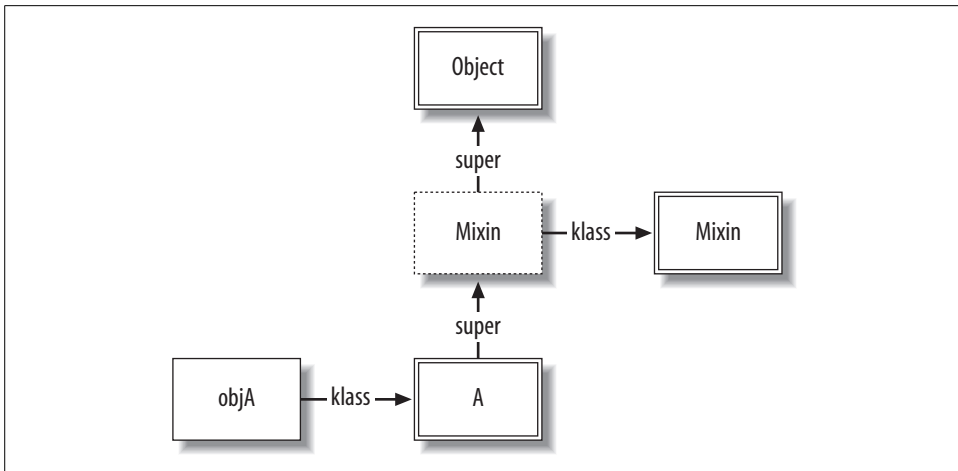 Object
super
Mixin
klass
Mixin
super
objA
klass
A